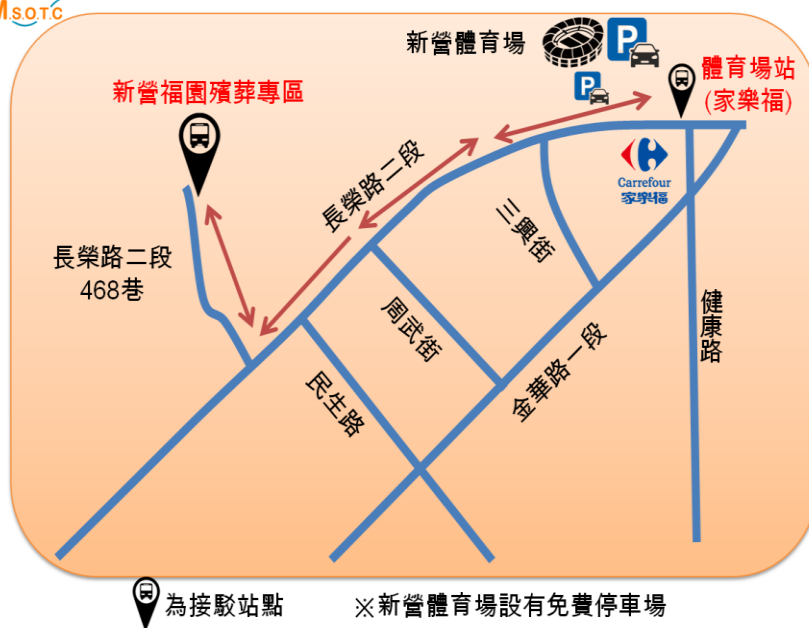 M.S.O.T.C
新營體育場
P
P
體育場站
(家樂福)
新營福園殯葬專區
長榮路二段
Carrefour
家樂福
三興街
長榮路二段
468巷
周武街
健康路
民生路
金華路一段
為接駁站點
※新營體育場設有免費停車場